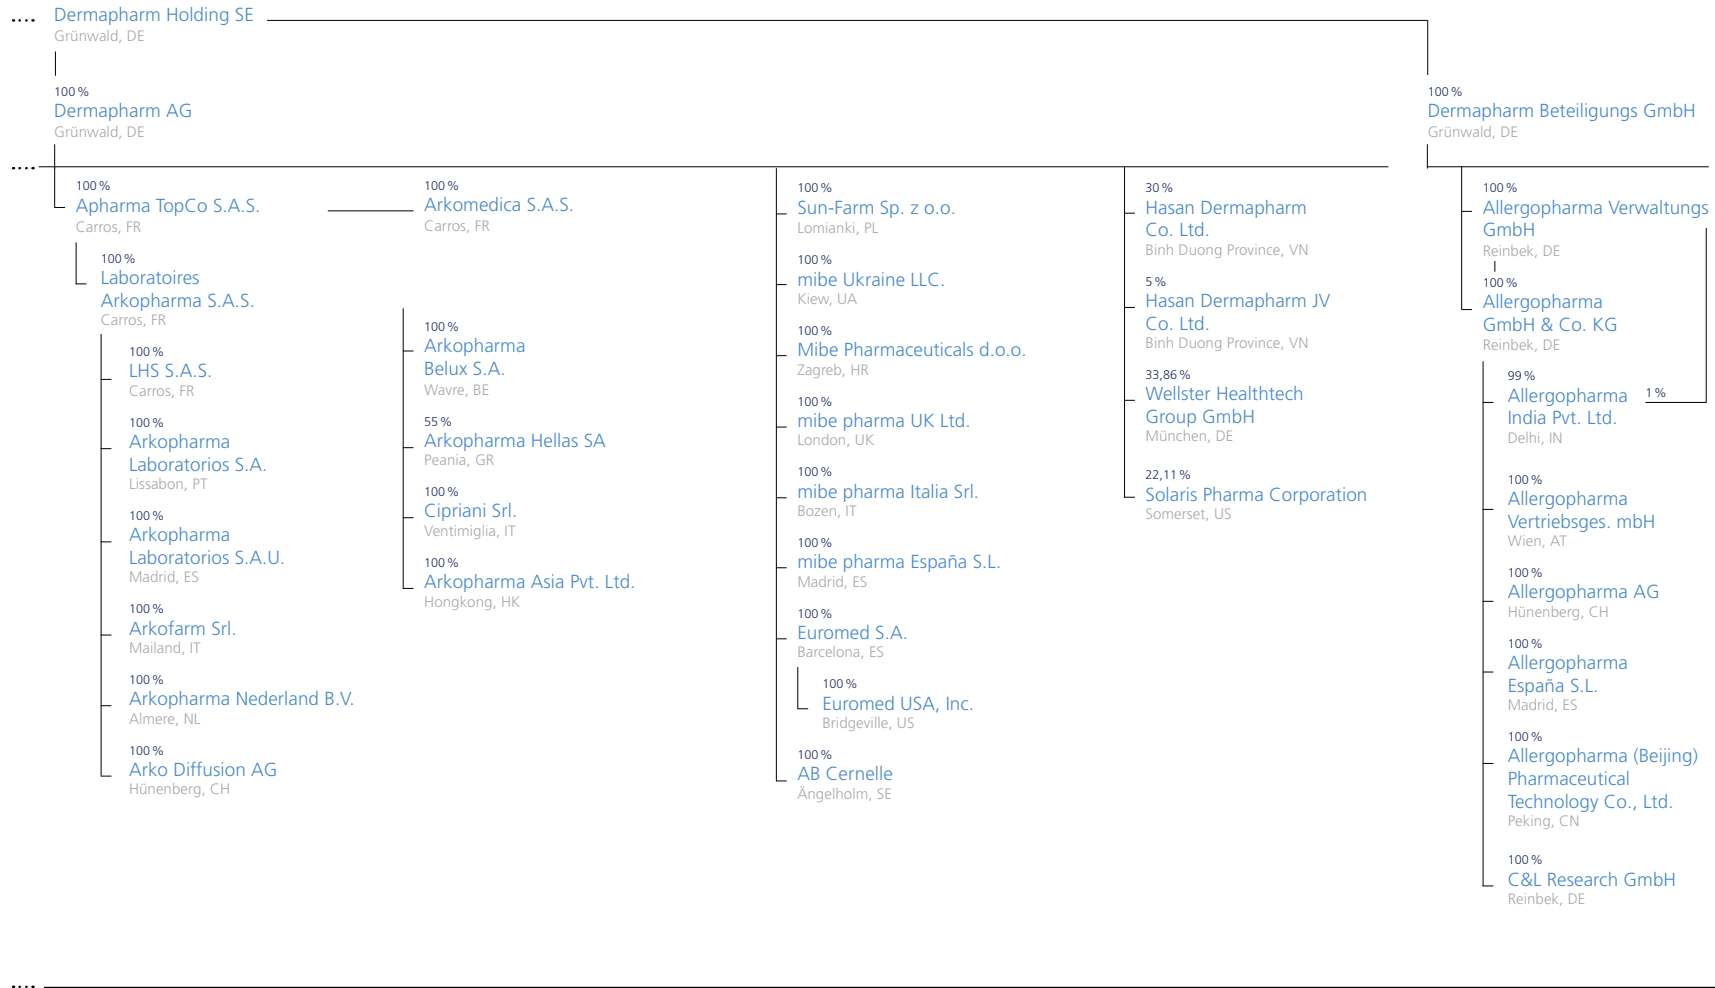 Dermapharm Holding SE
Grünwald, DE
100 %
Dermapharm AG
Grünwald, DE
100 %
Dermapharm Beteiligungs GmbH
Grünwald, DE
100 %
Apharma TopCo S.A.S.
Carros, FR
100 %
Arkomedica S.A.S.
Carros, FR
100 %
Laboratoires
Arkopharma S.A.S.
Carros, FR
100 %
LHS S.A.S.
Carros, FR
100 %
Arkopharma
Laboratorios S.A.
Lissabon, PT
100 %
Arkopharma
Laboratorios S.A.U.
Madrid, ES
100 %
Arkofarm Srl.
Mailand, IT
100 %
Arkopharma Nederland B.V.
Almere, NL
100 %
Arko Diffusion AG
Hünenberg, CH
100 %
Arkopharma
Belux S.A.
Wavre, BE
55 %
Arkopharma Hellas SA
Peania, GR
100 %
Cipriani Srl.
Ventimiglia, IT
100 %
Arkopharma Asia Pvt. Ltd.
Hongkong, HK
100 %
Sun-Farm Sp. z o.o.
Lomianki, PL
100 %
mibe Ukraine LLC.
Kiew, UA
100 %
Mibe Pharmaceuticals d.o.o.
Zagreb, HR
100 %
mibe pharma UK Ltd.
London, UK
100 %
mibe pharma Italia Srl.
Bozen, IT
100 %
mibe pharma España S.L.
Madrid, ES
100 %
Euromed S.A.
Barcelona, ES
100 %
Euromed USA, Inc.
Bridgeville, US
100 %
AB Cernelle
Ängelholm, SE
30 %
Hasan Dermapharm
Co. Ltd.
Binh Duong Province, VN
5 %
Hasan Dermapharm JV
Co. Ltd.
Binh Duong Province, VN
33,86 %
Wellster Healthtech
Group GmbH
München, DE
22,11 %
Solaris Pharma Corporation
Somerset, US
100 %
Allergopharma Verwaltungs
GmbH
Reinbek, DE
100 %
Allergopharma
GmbH & Co. KG
Reinbek, DE
99 %
Allergopharma
India Pvt. Ltd.
Delhi, IN
1 %
100 %
Allergopharma
Vertriebsges. mbH
Wien, AT
100 %
Allergopharma AG
Hünenberg, CH
100 %
Allergopharma
España S.L.
Madrid, ES
100 %
Allergopharma (Beijing)
Pharmaceutical
Technology Co., Ltd.
Peking, CN
100 %
C&L Research GmbH
Reinbek, DE